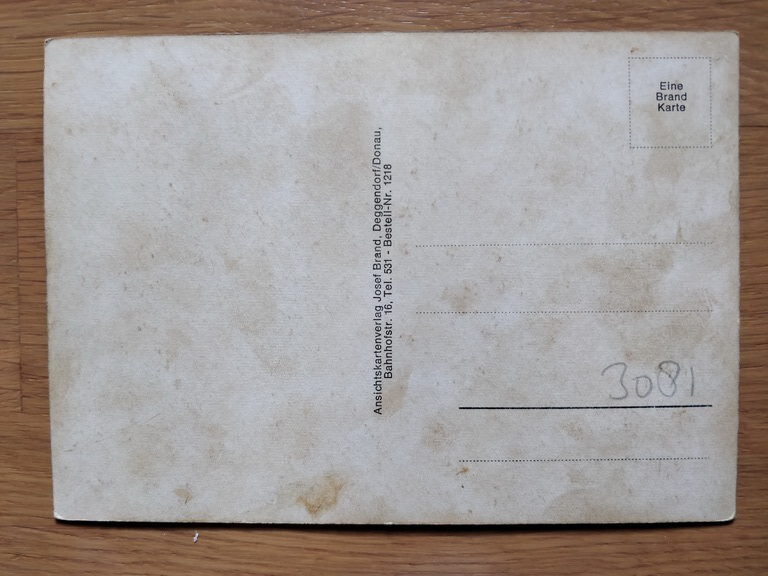 Eine
Brand
Karte
Ansichtskartenverlag Josef Brand, Deggendorf/Donau,
Bahnhofstr. 16, Tel. 531 - Bestell-Nr. 1218
3081